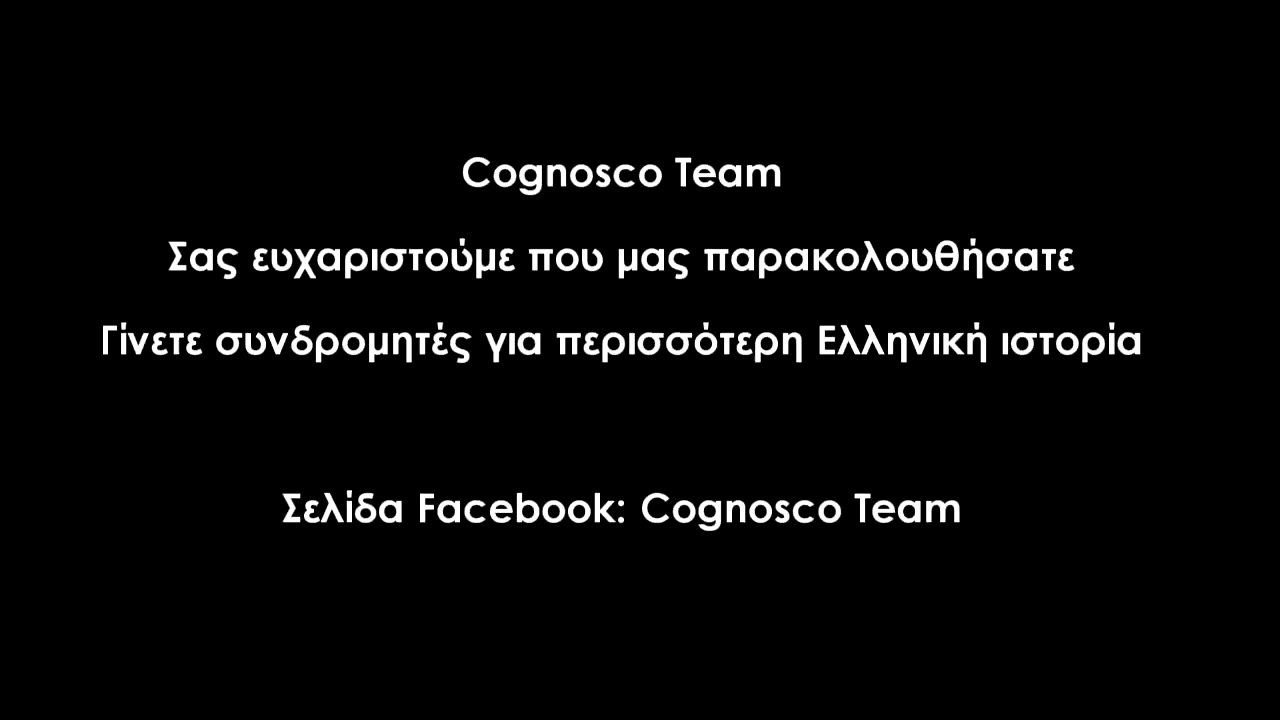 Cognosco Team
Σας ευχαριστούμε που μας παρακολουθήσατε
Γίνετε συνδρομητές για περισσότερη Ελληνική ιστορία
Σελίδα Facebook: Cognosco Team